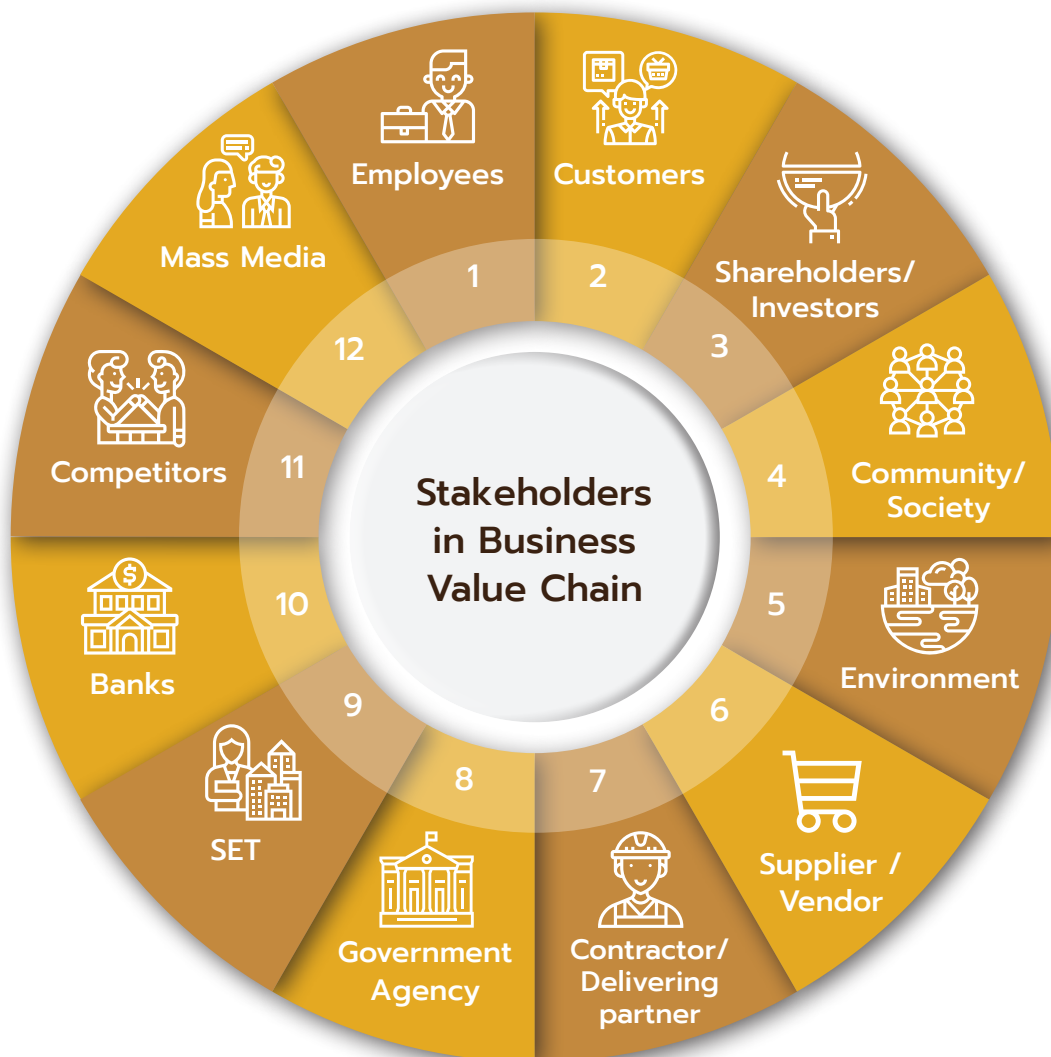 Stakeholders
in Business
Value Chain
1
Employees
2
Customers
3
Shareholders/
Investors
4
Community/
Society
5
Environment
6
Supplier /
Vendor
7
Contractor/
Delivering
partner
8
Government
Agency
9
SET
10
Banks
$
11
Competitors
12
Mass Media